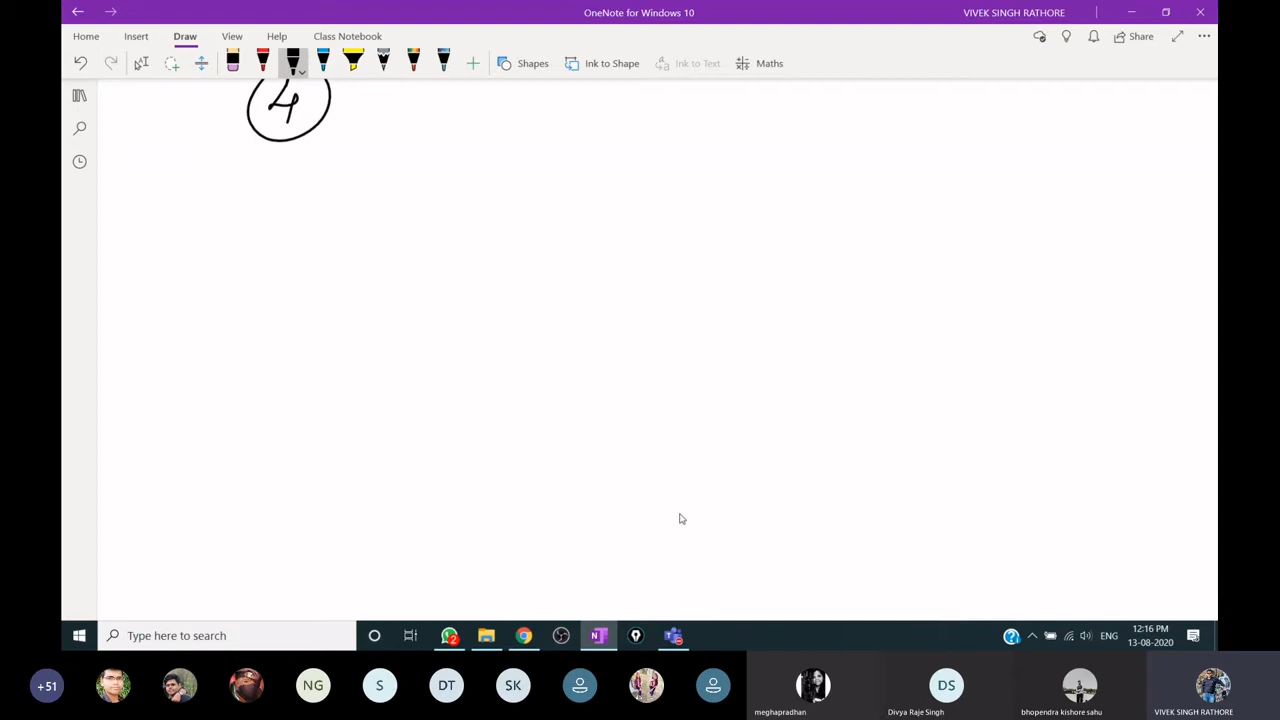 OneNote for Windows 10
VIVEK SINGH RATHORE
Home Insert Draw View Help Class Notebook
Share
Shapes Ink to Shape Ink to Text Maths
4
Type here to search
2
N
ENG
12:16 PM
13-08-2020
+51
NG
S
DT
SK
DS
meghapradhan
Divya Raje Singh
bhopendra kishore sahu
VIVEK SINGH RATHORE